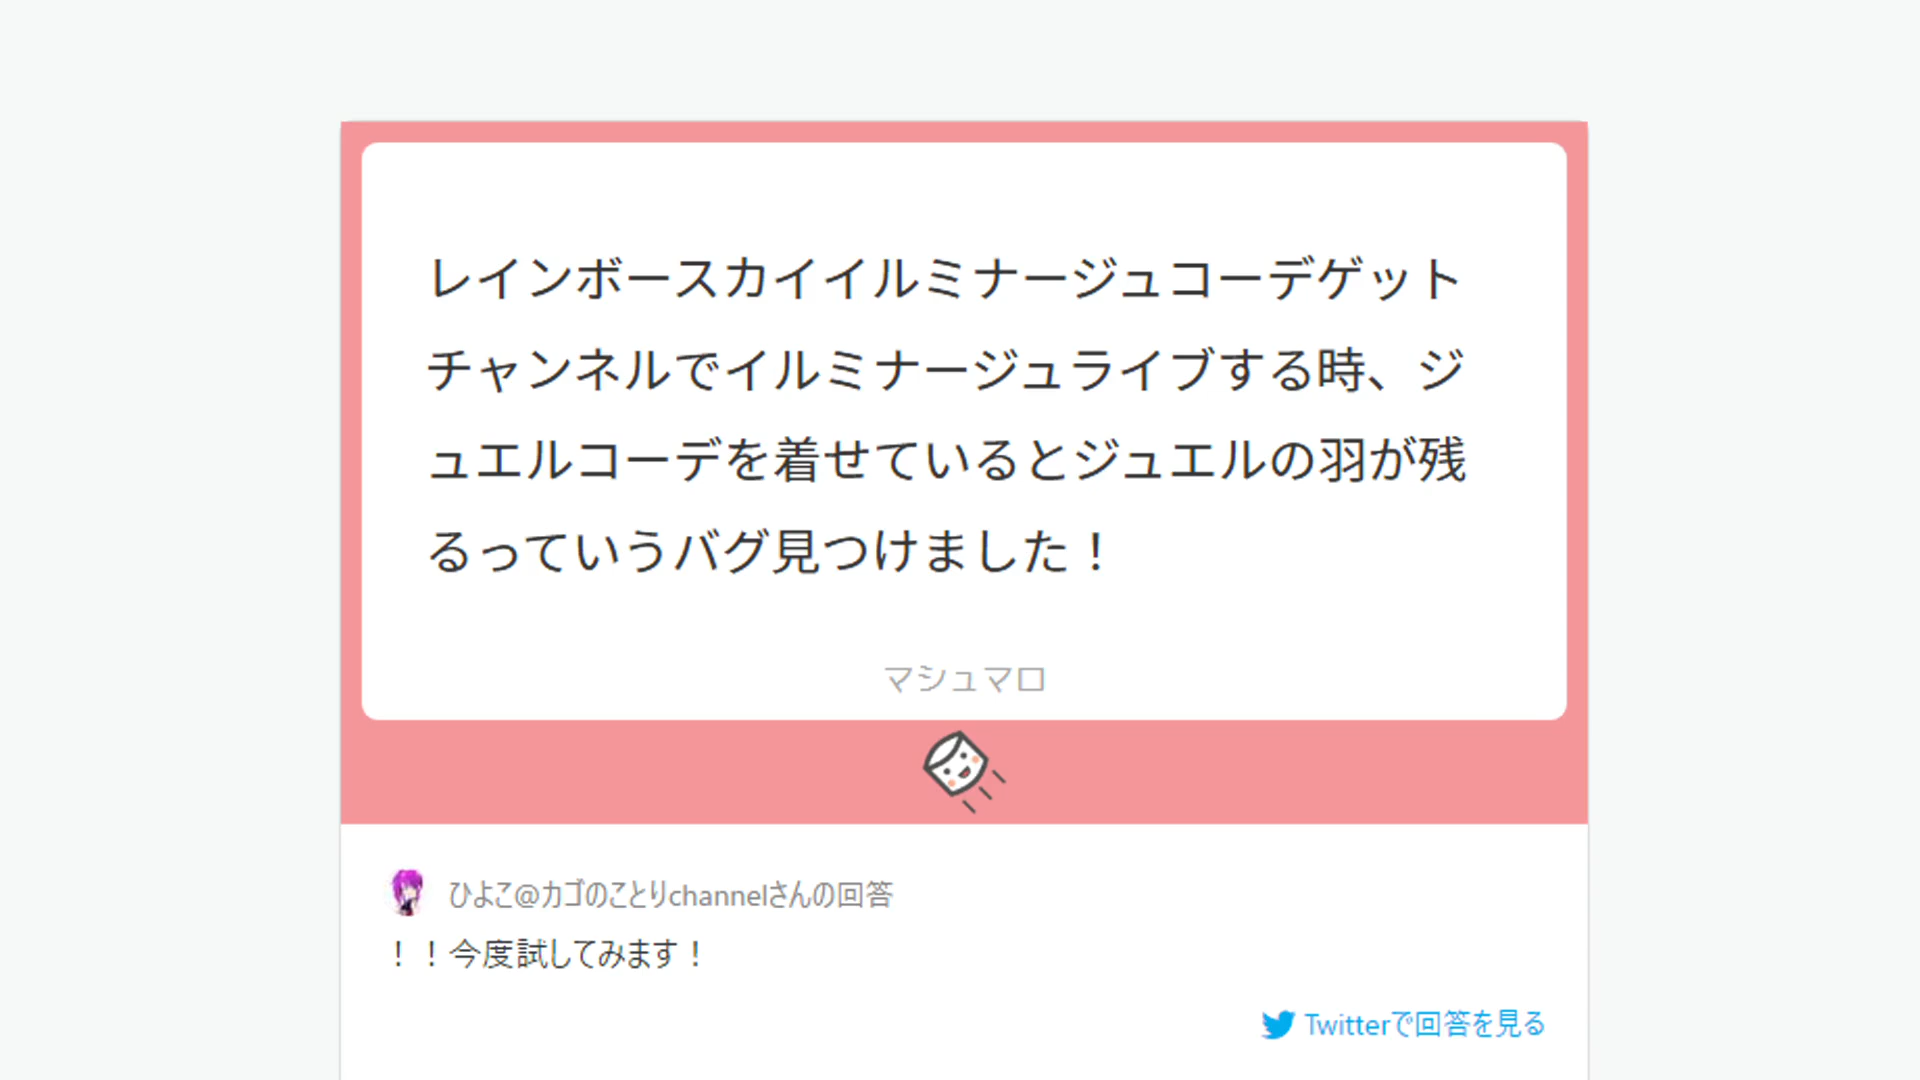 レインボースカイイルミナージュコーデゲット
チャンネルでイルミナージュライブする時、ジ
ュエルコーデを着せているとジュエルの羽が残
るっていうバグ見つけました！
マシュマロ
ひよこ@カゴのことりchannelさんの回答
！！今度試してみます！
Twitterで回答を見る